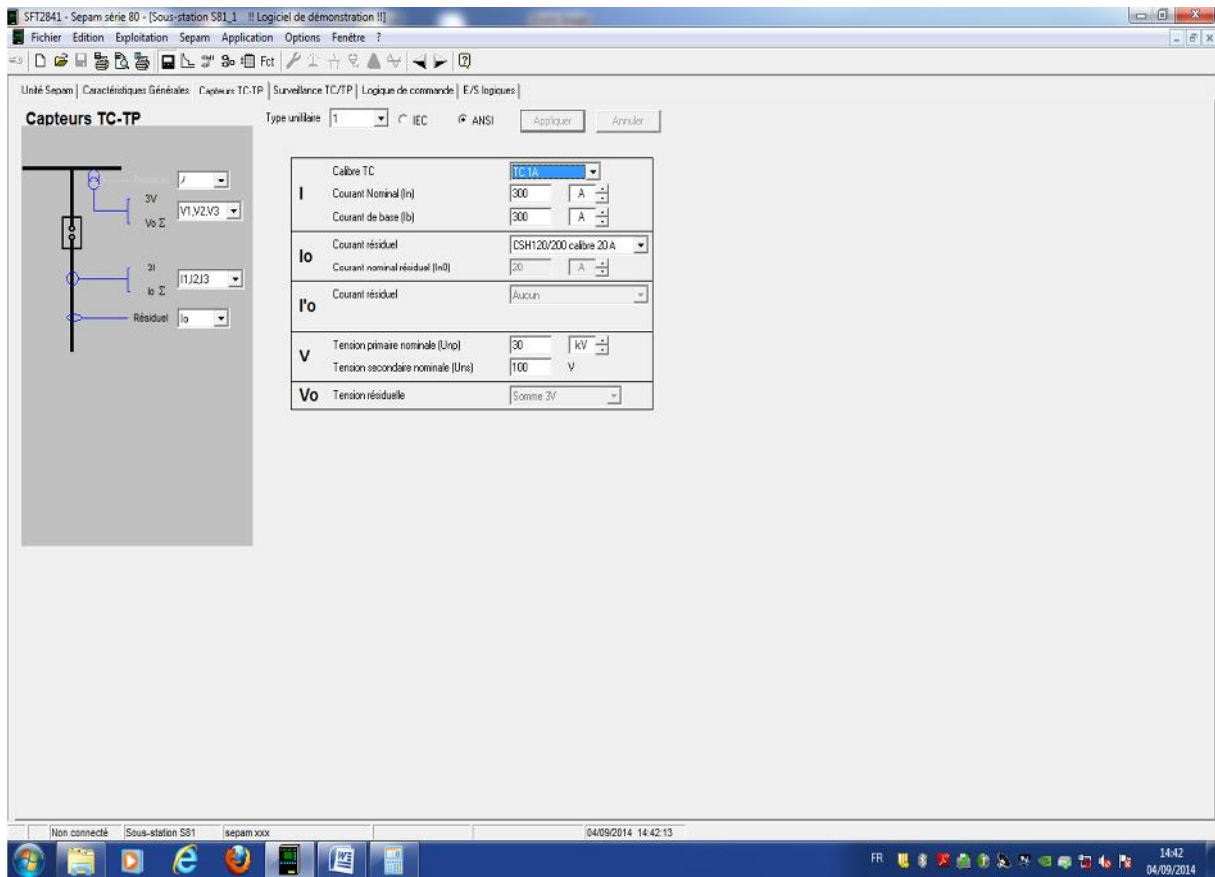 SFT2841 - Sepam série 80 - [Sous-station S81_1 !! Logiciel de démonstration !!]
Fichier Edition Exploitation Sepam Application Options Fenêtre ?
Fct
Unité Sepam Caractéristiques Générales Capteurs TC-TP Surveillance TC/TP Logique de commande E/S logiques
Capteurs TC-TP
Type unifilaire 1 IEC ANSI Appliquer Annuler
Résiduel /
3V
Vo Σ
V1,V2,V3
3I
Io Σ
I1,I2,I3
Résiduel Io
I
Calibre TC TC 1A
Courant Nominal (In) 300 A
Courant de base (Ib) 300 A
Io
Courant résiduel CSH120/200 calibre 20 A
Courant nominal résiduel (In0) 20 A
I'o
Courant résiduel Aucun
V
Tension primaire nominale (Unp) 30 kV
Tension secondaire nominale (Uns) 100 V
Vo Tension résiduelle Somme 3V
Non connecté Sous-station S81 sepam xxx 04/09/2014 14:42:13
FR 14:42
04/09/2014